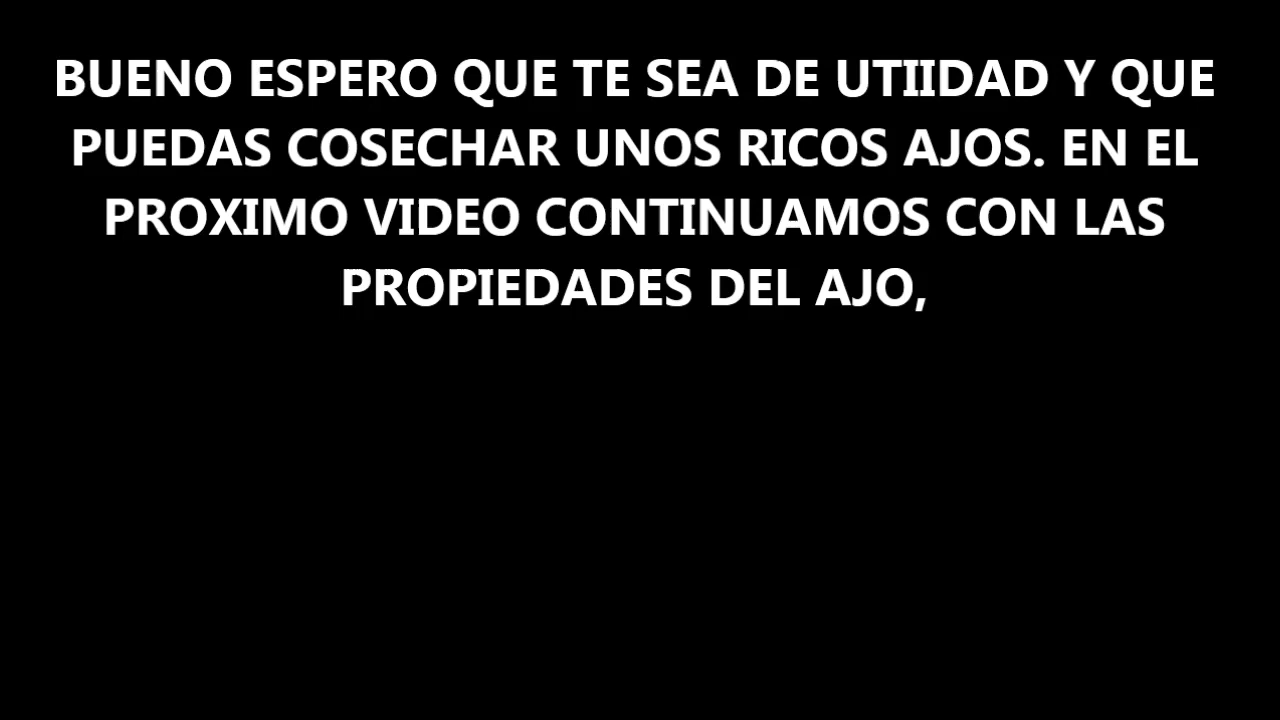 BUENO ESPERO QUE TE SEA DE UTIIDAD Y QUE
PUEDAS COSECHAR UNOS RICOS AJOS. EN EL
PROXIMO VIDEO CONTINUAMOS CON LAS
PROPIEDADES DEL AJO,